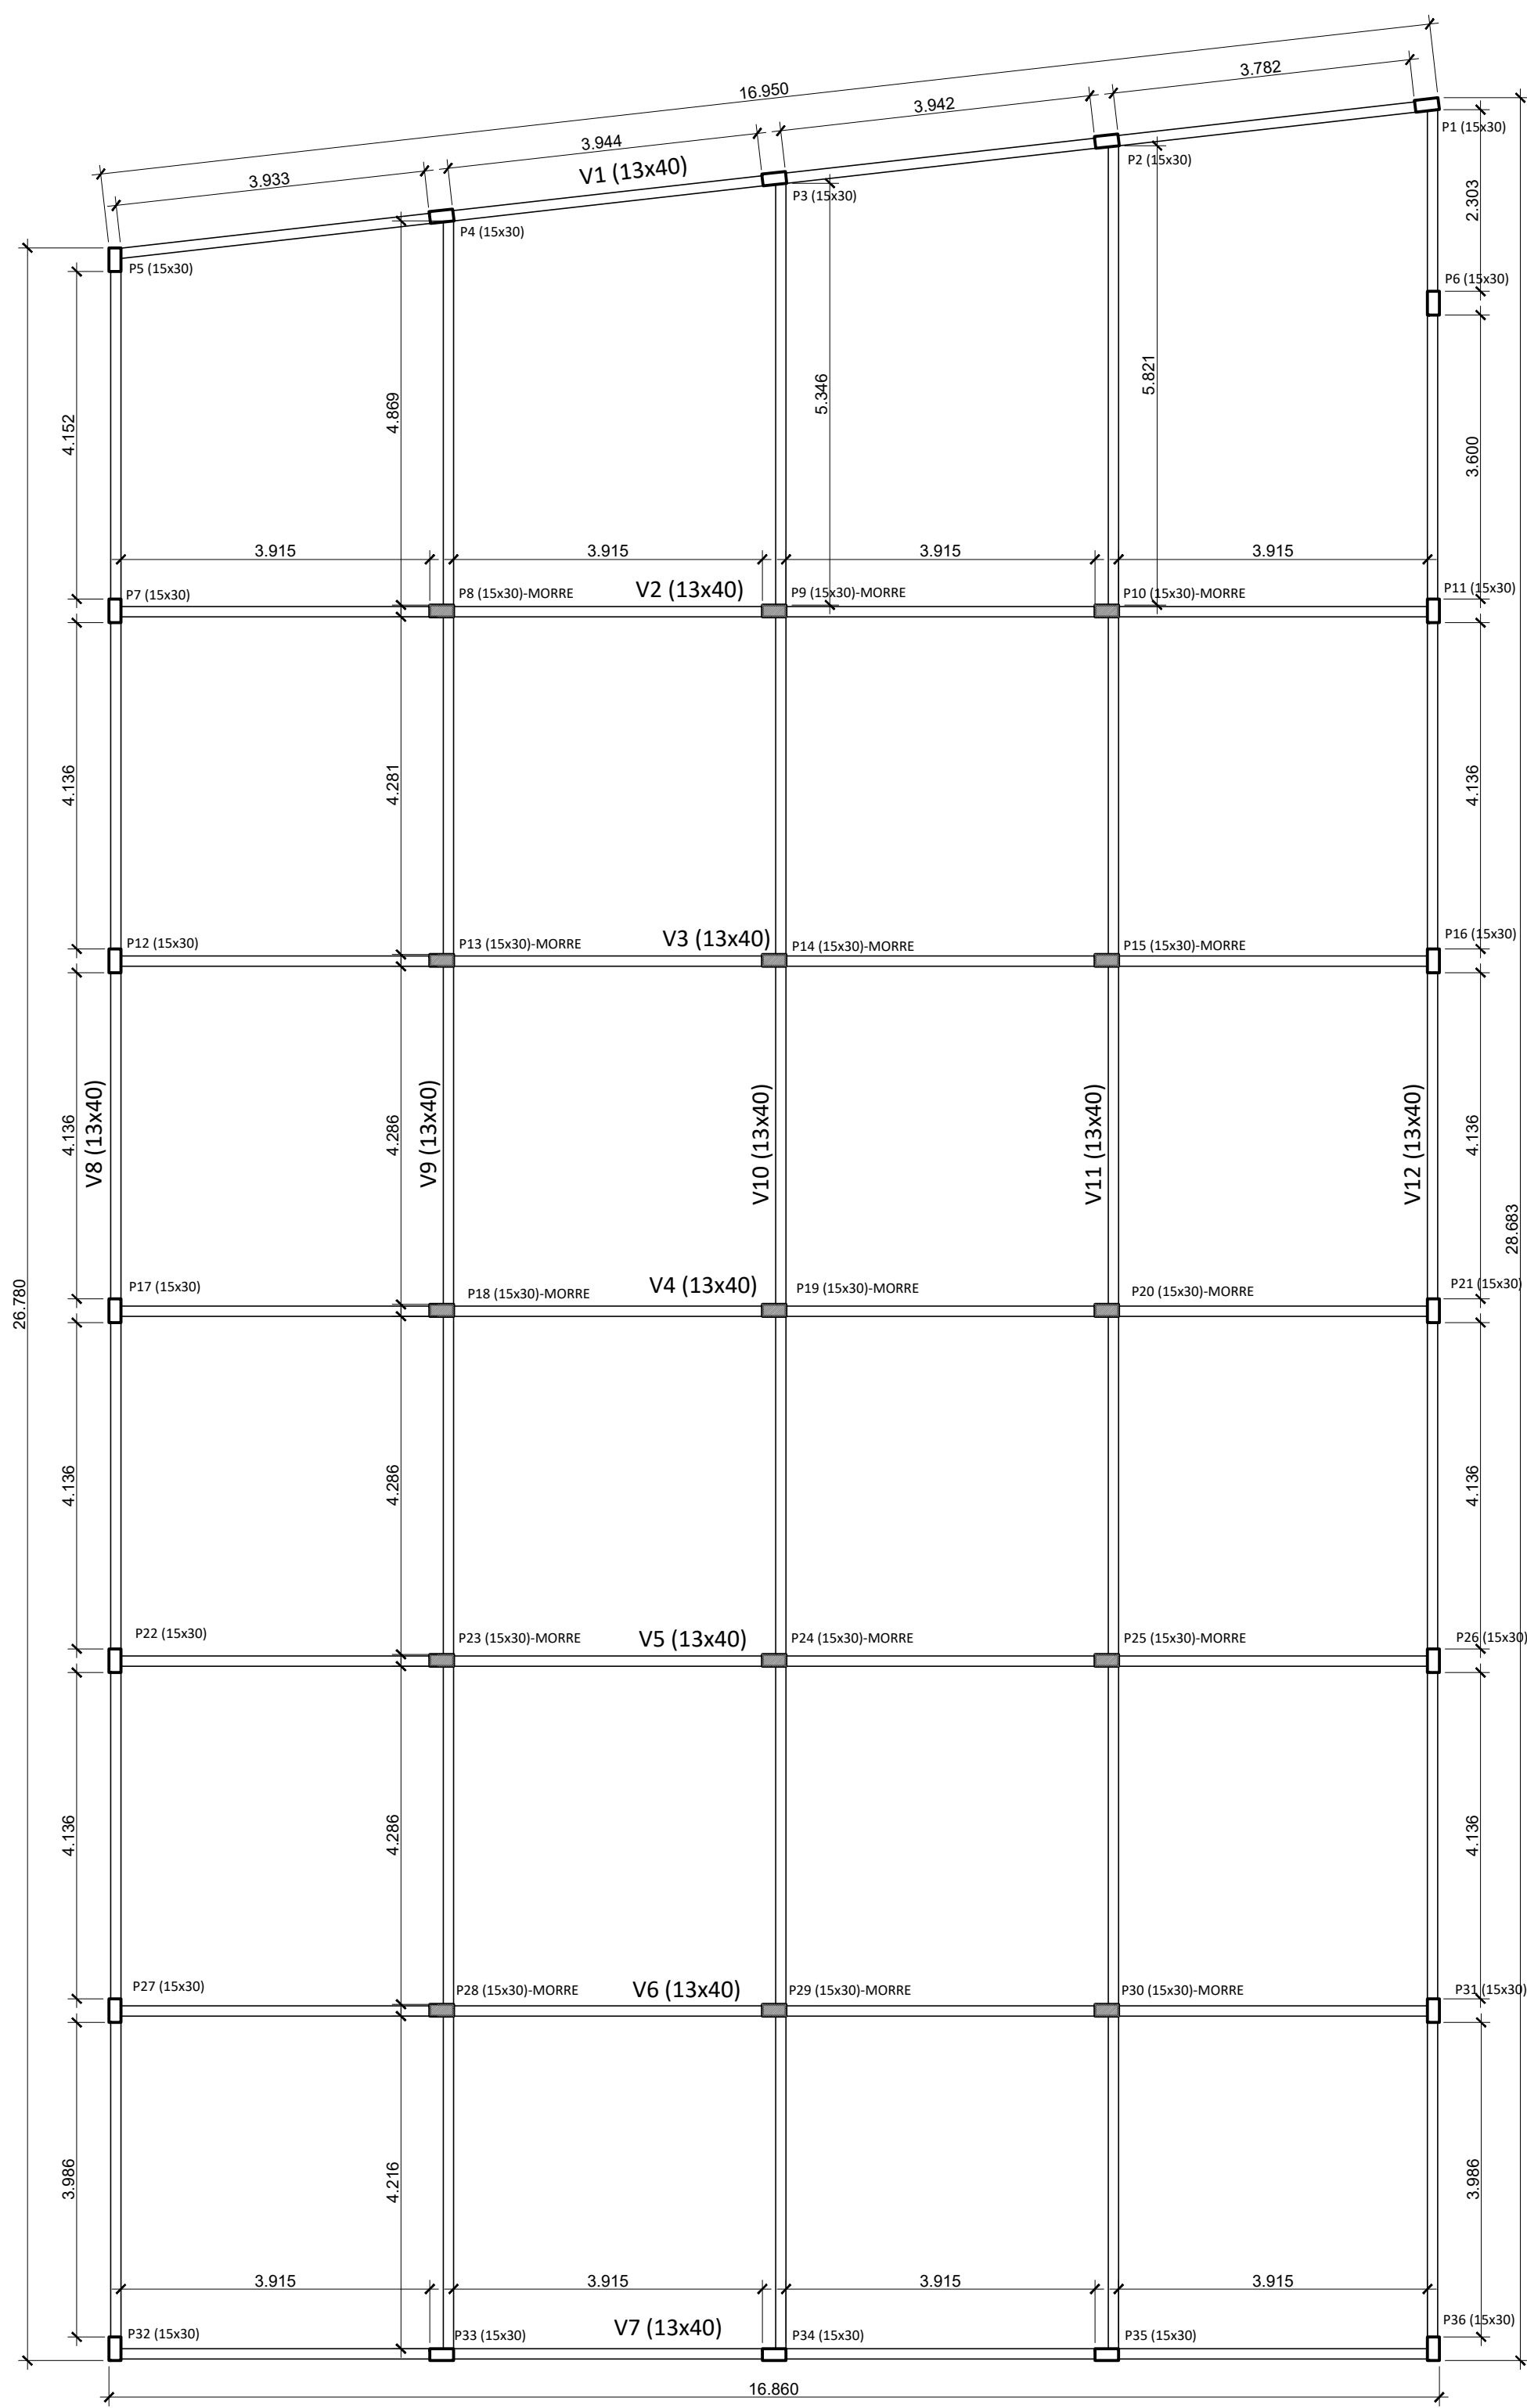 16.950
3.782
3.942
3.944
3.933
V1 (13x40)
P1 (15x30)
P2 (15x30)
P3 (15x30)
P4 (15x30)
P5 (15x30)
2.303
P6 (15x30)
4.152
4.869
5.346
5.821
3.600
3.915
3.915
3.915
3.915
P7 (15x30)
P8 (15x30)-MORRE
V2 (13x40)
P9 (15x30)-MORRE
P10 (15x30)-MORRE
P11 (15x30)
4.136
4.281
4.136
P12 (15x30)
P13 (15x30)-MORRE
V3 (13x40)
P14 (15x30)-MORRE
P15 (15x30)-MORRE
P16 (15x30)
4.136
V8 (13x40)
4.286
V9 (13x40)
V10 (13x40)
V11 (13x40)
V12 (13x40)
4.136
26.780
28.683
P17 (15x30)
P18 (15x30)-MORRE
V4 (13x40)
P19 (15x30)-MORRE
P20 (15x30)-MORRE
P21 (15x30)
4.136
4.286
4.136
P22 (15x30)
P23 (15x30)-MORRE
V5 (13x40)
P24 (15x30)-MORRE
P25 (15x30)-MORRE
P26 (15x30)
4.136
4.286
4.136
P27 (15x30)
P28 (15x30)-MORRE
V6 (13x40)
P29 (15x30)-MORRE
P30 (15x30)-MORRE
P31 (15x30)
3.986
4.216
3.986
3.915
3.915
3.915
3.915
P32 (15x30)
P33 (15x30)
V7 (13x40)
P34 (15x30)
P35 (15x30)
P36 (15x30)
16.860